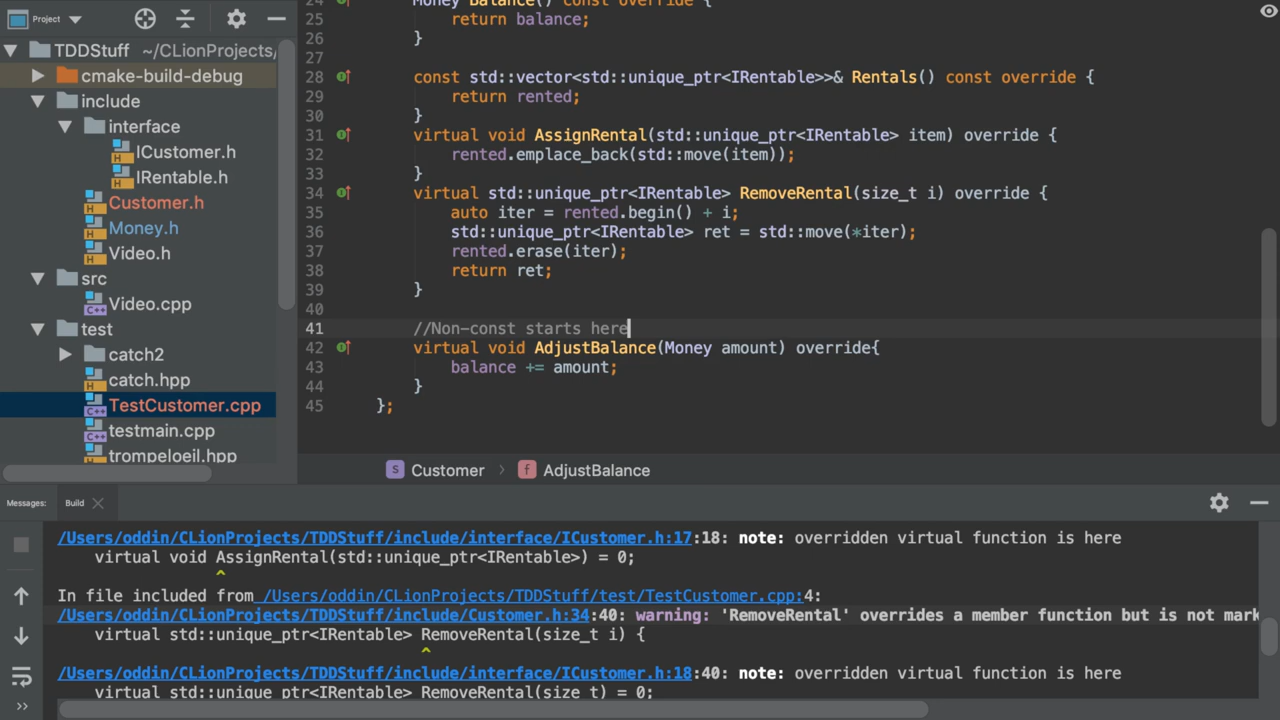 Project
TDDStuff ~/CLionProjects/
cmake-build-debug
include
interface
ICustomer.h
IRentable.h
Customer.h
Money.h
Video.h
src
Video.cpp
test
catch2
catch.hpp
TestCustomer.cpp
testmain.cpp
trompeloeil.hpp
24 Money Balance() const override {
25 return balance;
26 }
27
28 const std::vector<std::unique_ptr<IRentable>>& Rentals() const override {
29 return rented;
30 }
31 virtual void AssignRental(std::unique_ptr<IRentable> item) override {
32 rented.emplace_back(std::move(item));
33 }
34 virtual std::unique_ptr<IRentable> RemoveRental(size_t i) override {
35 auto iter = rented.begin() + i;
36 std::unique_ptr<IRentable> ret = std::move(*iter);
37 rented.erase(iter);
38 return ret;
39 }
40
41 //Non-const starts here
42 virtual void AdjustBalance(Money amount) override{
43 balance += amount;
44 }
45 };
S Customer > f AdjustBalance
Messages: Build
/Users/oddin/CLionProjects/TDDStuff/include/interface/ICustomer.h:17:18: note: overridden virtual function is here
virtual void AssignRental(std::unique_ptr<IRentable>) = 0;
^
In file included from /Users/oddin/CLionProjects/TDDStuff/test/TestCustomer.cpp:4:
/Users/oddin/CLionProjects/TDDStuff/include/Customer.h:34:40: warning: 'RemoveRental' overrides a member function but is not mark
virtual std::unique_ptr<IRentable> RemoveRental(size_t i) {
^
/Users/oddin/CLionProjects/TDDStuff/include/interface/ICustomer.h:18:40: note: overridden virtual function is here
virtual std::unique_ptr<IRentable> RemoveRental(size_t) = 0;